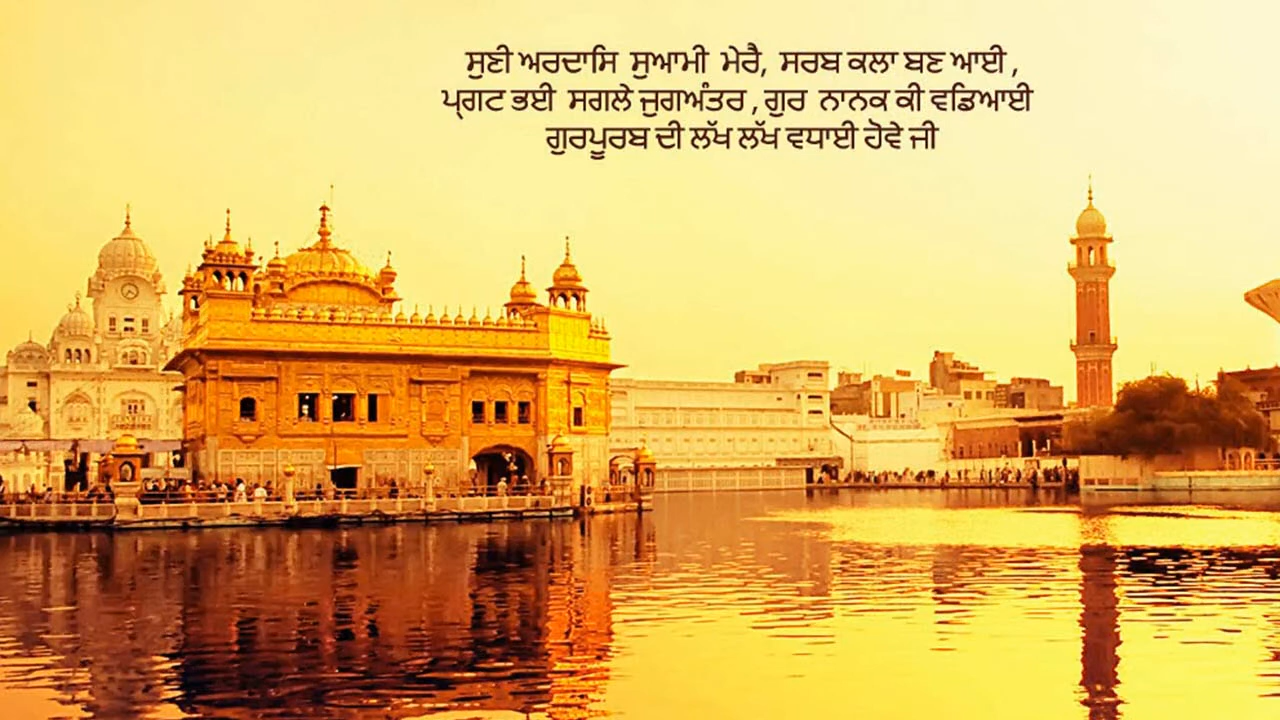 ਸੁਣੀ ਅਰਦਾਸਿ ਸੁਆਮੀ ਮੇਰੈ, ਸਰਬ ਕਲਾ ਬਣ ਆਈ ,
ਪ੍ਰਗਟ ਭਈ ਸਗਲੇ ਜੁਗਅੰਤਰ , ਗੁਰ ਨਾਨਕ ਕੀ ਵਡਿਆਈ
ਗੁਰਪੂਰਬ ਦੀ ਲੱਖ ਲੱਖ ਵਧਾਈ ਹੋਵੇ ਜੀ